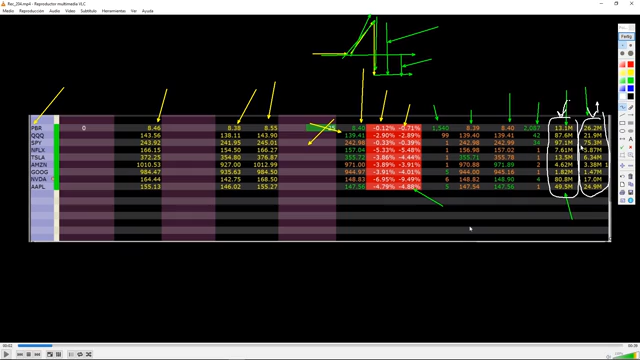 Rec_29A.mp4 - Reproductor multimedia VLC
Medio Reproducción Audio Vídeo Subtítulo Herramientas Ver Ayuda
PBR 0 8.46 8.38 8.55 8.40 -0.12% -0.71% 1,540 8.39 8.40 2,087 13.1M 26.2M
QQQ 143.56 138.11 143.90 139.41 -2.90% -2.89% 99 139.40 139.41 42 87.6M 21.9M
SPY 243.92 241.95 245.01 242.98 -0.33% -0.39% 1 242.98 242.99 34 97.1M 75.3M
NFLX 166.15 154.50 166.27 157.04 -5.33% -5.48% 1 156.98 157.02 1 7.61M 5.87M
TSLA 372.25 354.80 376.87 355.72 -3.86% -3.44% 1 355.71 355.78 1 13.5M 6.34M
AMZN 1010.53 927.00 1012.99 971.00 -3.89% -3.91% 1 970.88 971.89 2 4.62M 3.38M 1
GOOG 984.47 935.63 984.50 944.97 -3.91% -4.01% 5 944.00 945.16 1 1.82M 1.47M
NVDA 164.44 142.75 168.50 148.83 -6.95% -9.49% 6 148.82 148.90 4 80.8M 17.0M
AAPL 155.13 146.02 155.27 147.56 -4.79% -4.88% 5 147.54 147.56 1 49.5M 24.9M
00:02